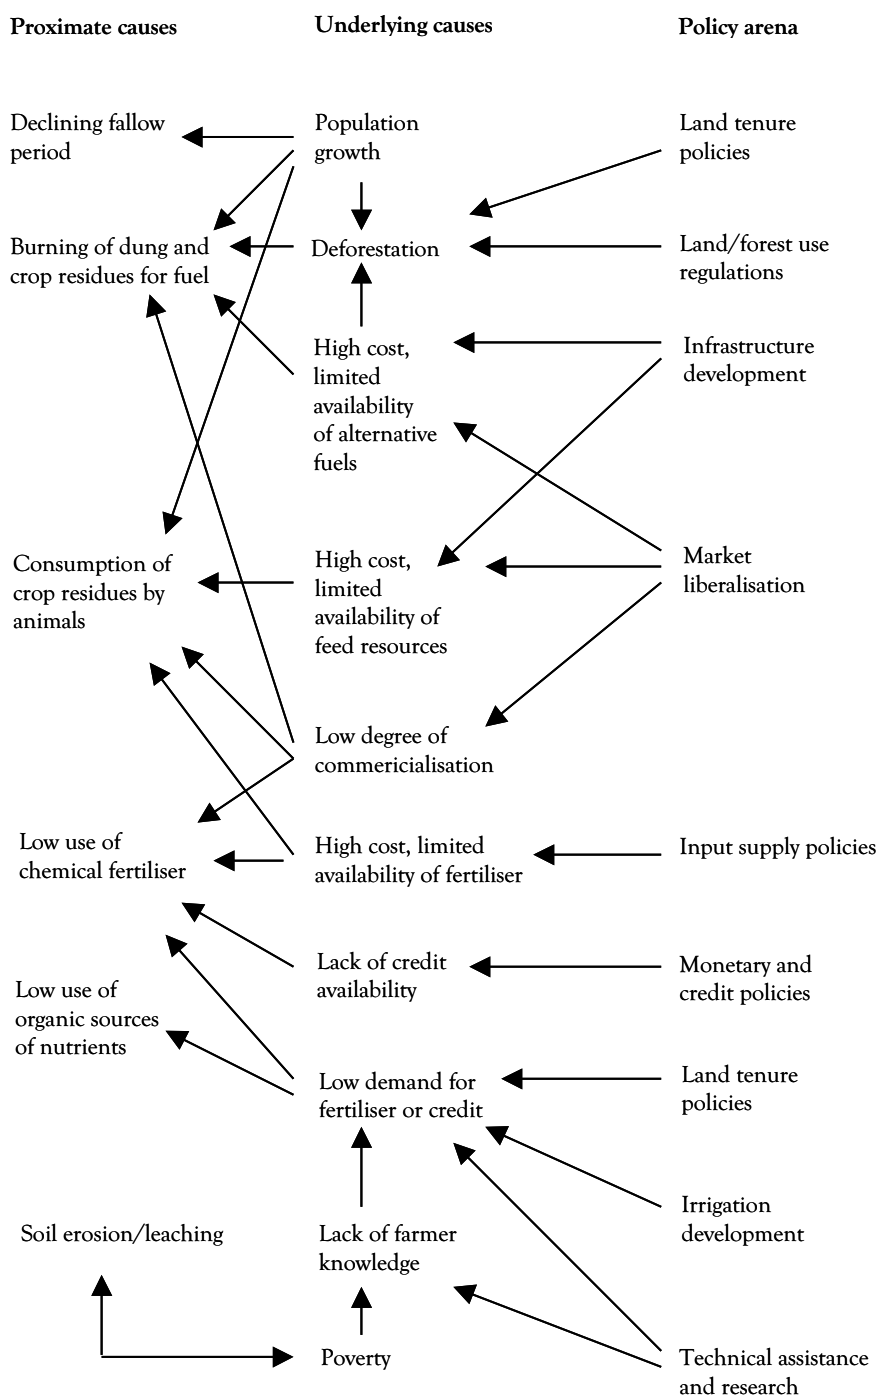 Proximate causes
Underlying causes
Policy arena
Declining fallow
period
Population
growth
Land tenure
policies
Burning of dung and
crop residues for fuel
Deforestation
Land/forest use
regulations
High cost,
limited
availability
of alternative
fuels
Infrastructure
development
Consumption of
crop residues by
animals
High cost,
limited
availability of
feed resources
Market
liberalisation
Low degree of
commericialisation
Low use of
chemical fertiliser
High cost, limited
availability of fertiliser
Input supply policies
Low use of
organic sources
of nutrients
Lack of credit
availability
Monetary and
credit policies
Low demand for
fertiliser or credit
Land tenure
policies
Soil erosion/leaching
Lack of farmer
knowledge
Irrigation
development
Poverty
Technical assistance
and research